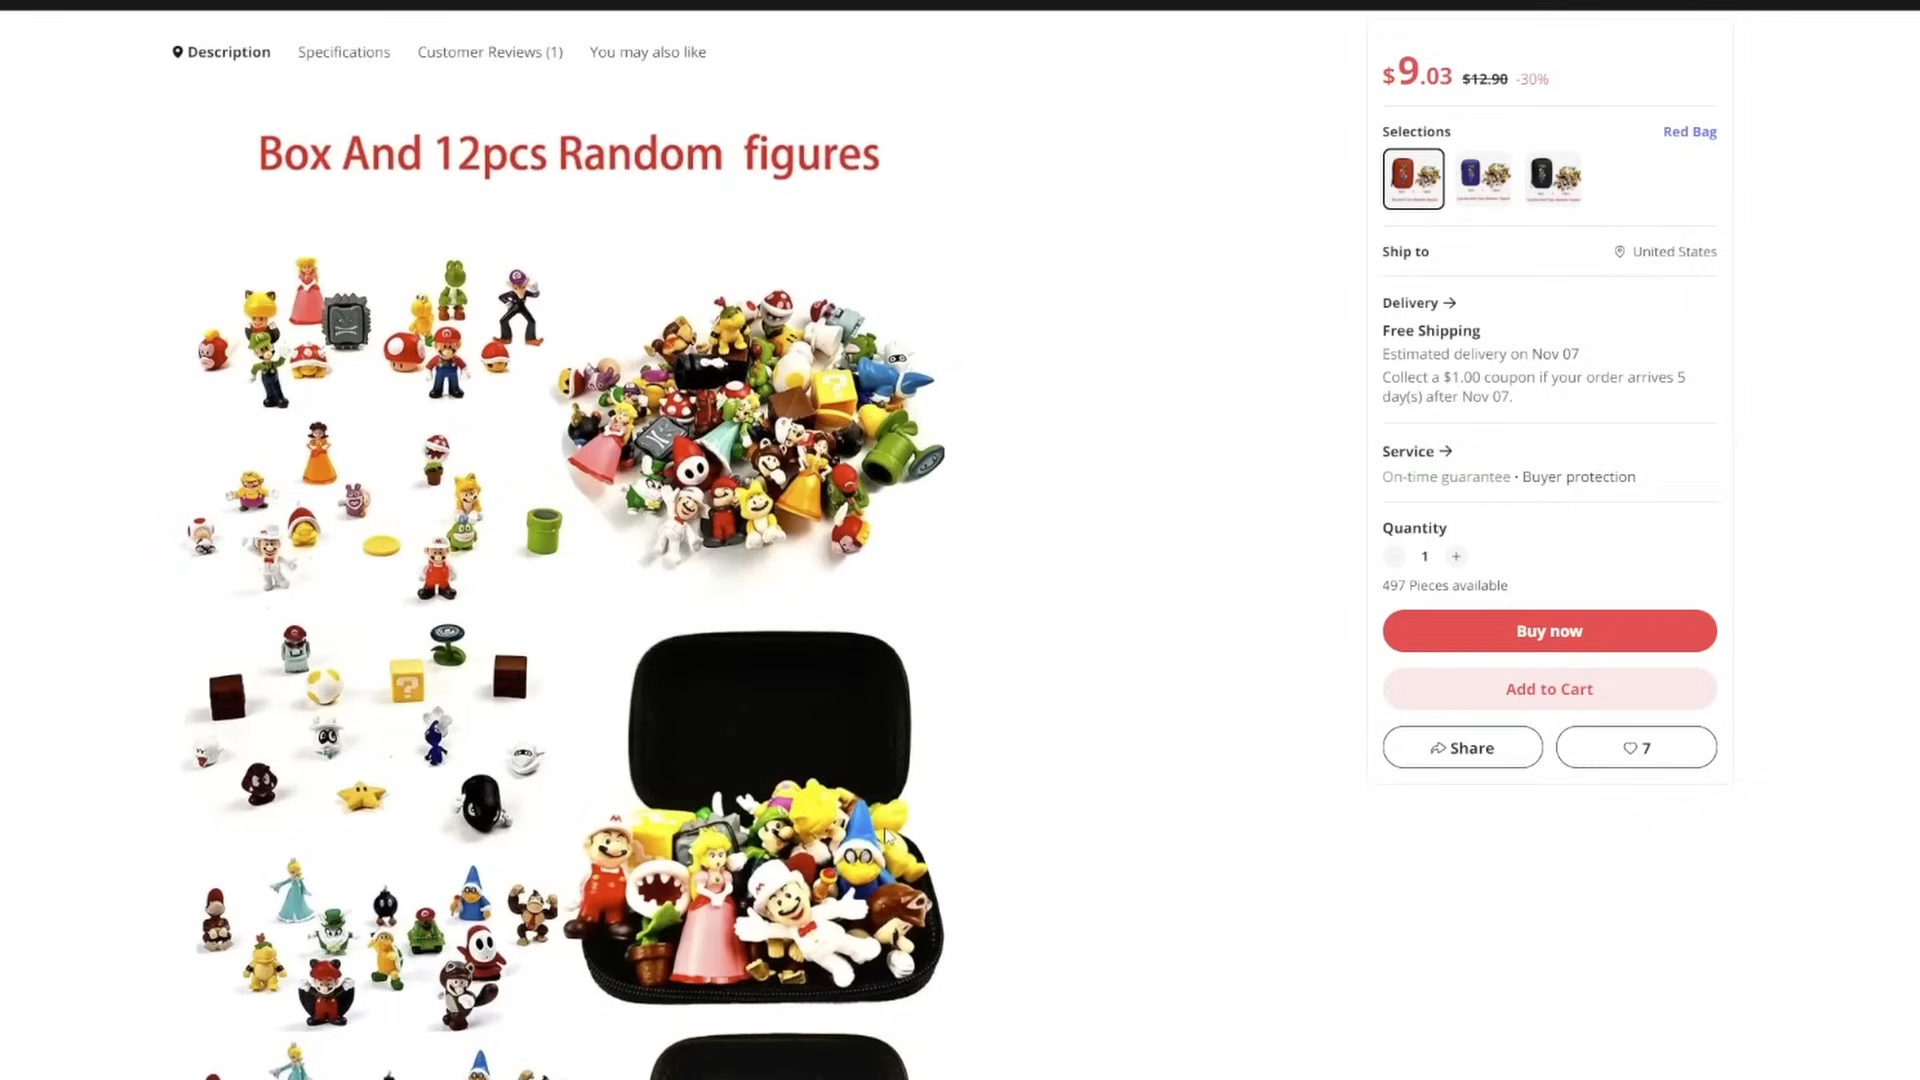 Description Specifications Customer Reviews (1) You may also like
Box And 12pcs Random figures
$9.03 $12.90 -30%
Selections Red Bag
Ship to United States
Delivery →
Free Shipping
Estimated delivery on Nov 07
Collect a $1.00 coupon if your order arrives 5
day(s) after Nov 07.
Service →
On-time guarantee · Buyer protection
Quantity
- 1 +
497 Pieces available
Buy now
Add to Cart
Share 7